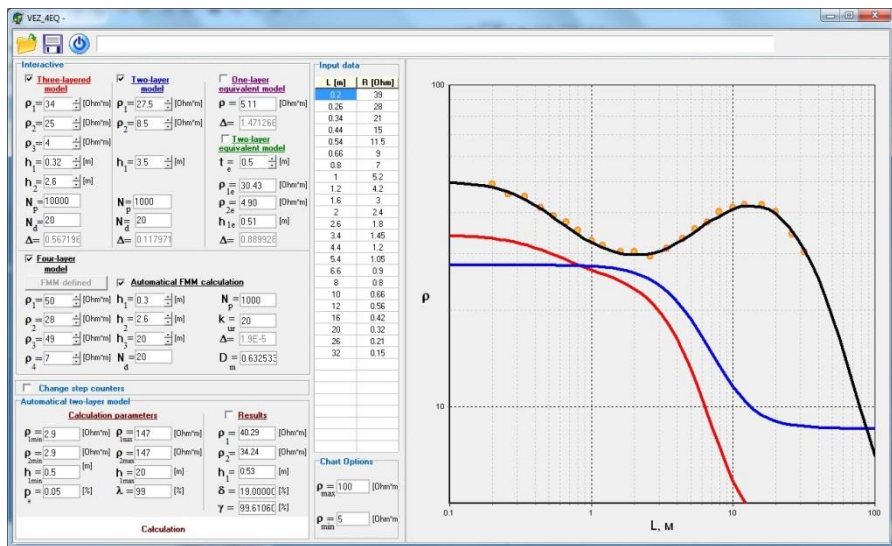 VEZ_4EQ -
Interactive
Three-layered model
ρ1= 34 [Ohm*m]
ρ2= 25 [Ohm*m]
ρ3= 4 [Ohm*m]
h1= 0.32 [m]
h2= 2.6 [m]
Np= 10000
Nd= 20
Δ= 0.567196
Two-layer model
ρ1= 27.5 [Ohm*m]
ρ2= 8.5 [Ohm*m]
h1= 3.5 [m]
Np= 1000
Nd= 20
Δ= 0.117971
One-layer equivalent model
ρ = 5.11 [Ohm*m]
Δ= 1.471266
Two-layer equivalent model
te = 0.5 [m]
ρ1e = 30.43 [Ohm*m]
ρ2e = 4.90 [Ohm*m]
h1e = 0.51 [m]
Δ= 0.889928
Four-layer model
FMM defined
Automatical FMM calculation
ρ1= 50 [Ohm*m] h1= 0.3 [m] Np = 1000
ρ2 = 28 [Ohm*m] h2 = 2.6 [m] kur = 20
ρ3= 49 [Ohm*m] h3= 20 [m] Δ= 1.9E-5
ρ4 = 7 [Ohm*m] Nd = 20 Dm = 0.632533
Change step counters
Automatical two-layer model
Calculation parameters
ρ1min = 2.9 [Ohm*m] ρ1max = 147 [Ohm*m]
ρ2min = 2.9 [Ohm*m] ρ2max = 147 [Ohm*m]
h1min = 0.5 [m] h1max = 20 [m]
= 0.05 [%] λ = 99 [%]
Results
ρ1 = 40.29 [Ohm*m]
ρ2 = 34.24 [Ohm*m]
h1 = 0.53 [m]
δ = 19.0000 [%]
γ = 99.6106 [%]
Calculation
Input data
L [m] R [Ohm]
0.2 39
0.26 28
0.34 21
0.44 15
0.54 11.5
0.66 9
0.8 7
1 5.2
1.2 4.2
1.6 3
2 2.4
2.6 1.8
3.4 1.45
4.4 1.2
5.4 1.05
6.6 0.9
8 0.8
10 0.66
12 0.56
16 0.42
20 0.32
26 0.21
32 0.15
Chart Options
ρmax = 100 [Ohm*m
ρmin = 5 [Ohm*m
100
10
ρ
0.1 1 10 100
L, м